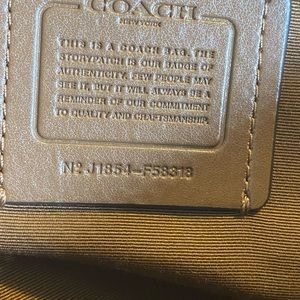 COACH
NEW YORK
THIS IS A COACH BAG. THE
STORYPATCH IS OUR BADGE OF
AUTHENTICITY. FEW PEOPLE MAY
SEE IT, BUT IT WILL ALWAYS BE A
REMINDER OF OUR COMMITMENT
TO QUALITY AND CRAFTSMANSHIP.
Nº J1854-F58318